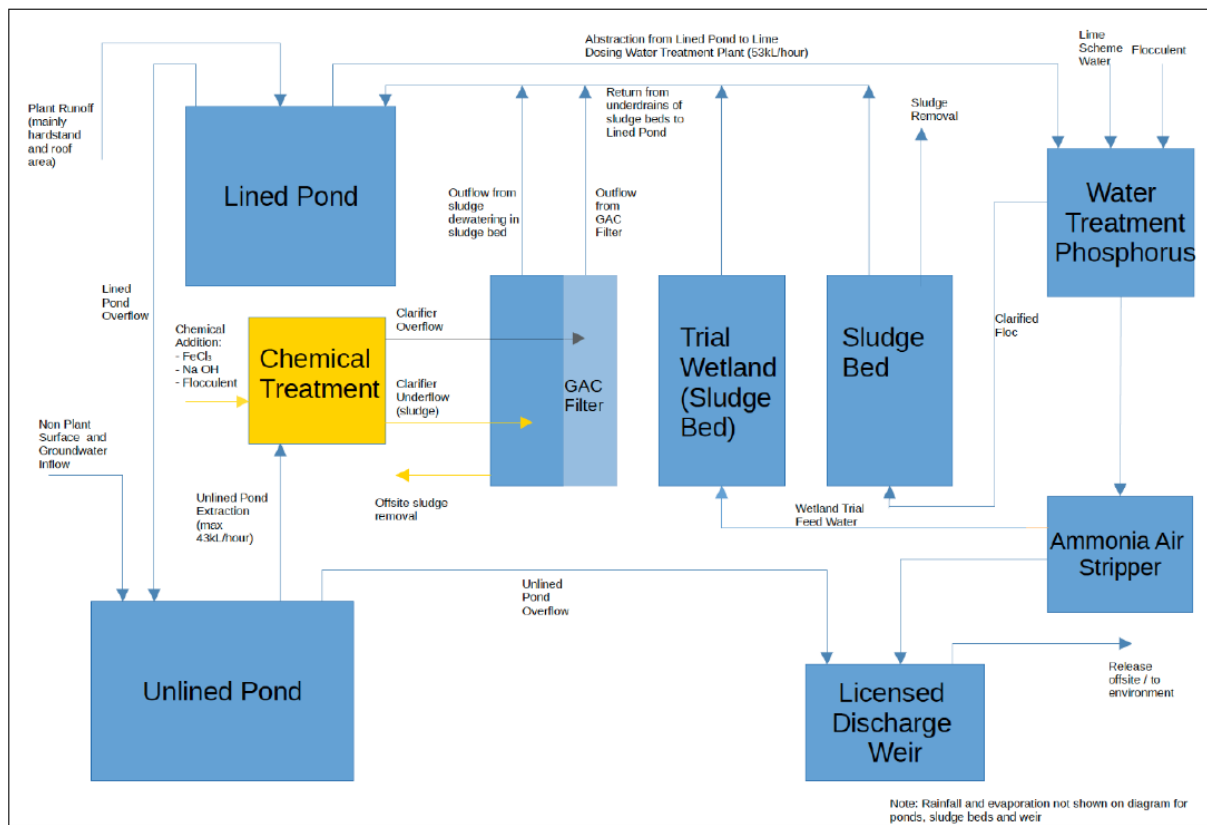 Abstraction from Lined Pond to Lime
Dosing Water Treatment Plant (53kL/hour)
Lime
Scheme
Water
Flocculent
Plant Runoff
(mainly
hardstand
and roof
area)
Return from
underdrains of
sludge beds to
Lined Pond
Sludge
Removal
Lined Pond
Outflow from
sludge
dewatering in
sludge bed
Outflow
from
GAC
Filter
Water
Treatment
Phosphorus
Lined
Pond
Overflow
Chemical
Addition:
- FeCl₃
- Na OH
- Flocculent
Chemical
Treatment
Clarifier
Overflow
Clarifier
Underflow
(sludge)
GAC
Filter
Trial
Wetland
(Sludge
Bed)
Sludge
Bed
Clarified
Floc
Non Plant
Surface and
Groundwater
Inflow
Unlined Pond
Extraction
(max
43kL/hour)
Offsite sludge
removal
Wetland Trial
Feed Water
Ammonia Air
Stripper
Unlined
Pond
Overflow
Unlined Pond
Licensed
Discharge
Weir
Release
offsite / to
environment
Note: Rainfall and evaporation not shown on diagram for
ponds, sludge beds and weir